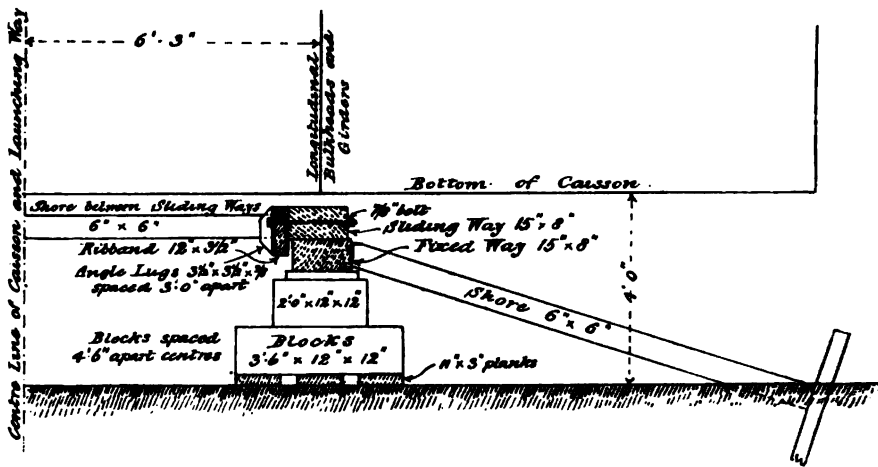 6'·3"
Centre Line of Caisson and Launching Way
Longitudinal
Bulkheads and
Girders
Bottom of Caisson.
Shore between Sliding Ways
6" × 6"
7/8" bolt
Sliding Way 15" × 8"
Fixed Way 15" × 8"
Ribband 12" × 3½"
Angle Lugs 3½" × 3½" × ⅜"
spaced 3'·0" apart
Shore 6" × 6"
4'·0"
2'·0" × 12" × 12"
Blocks spaced
4'·6" apart centres
Blocks
3'·6" × 12" × 12"
11" × 3" planks